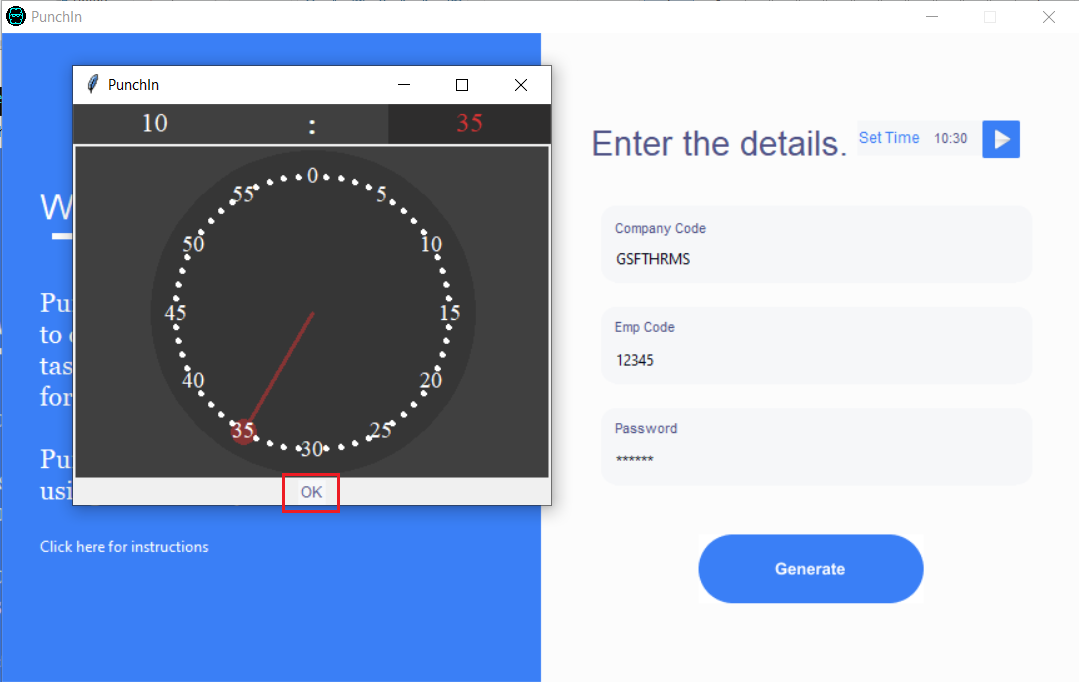 PunchIn
PunchIn
10 : 35
0
5
10
15
20
25
30
35
40
45
50
55
OK
W
Pu
to
tas
for
Pu
usi
Click here for instructions
Enter the details.
Set Time 10:30
Company Code
GSFTHRMS
Emp Code
12345
Password
******
Generate